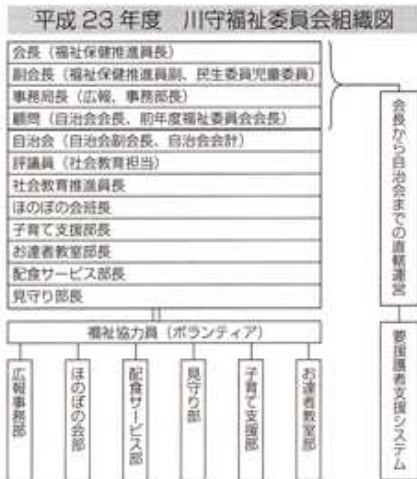 平成23年度 川守福祉委員会組織図
会長（福祉保健推進員長）
副会長（福祉保健推進員副、民生委員児童委員）
事務局長（広報、事務部長）
顧問（自治会会長、前年度福祉委員会会長）
自治会（自治会副会長、自治会会計）
評議員（社会教育担当）
社会教育推進員長
ほのぼの会班長
子育て支援部長
お達者教室部長
配食サービス部長
見守り部長
福祉協力員（ボランティア）
広報事務部
ほのぼの会部
配食サービス部
見守り部
子育て支援部
お達者教室部
会長から自治会までの直轄運営
要援護者支援システム